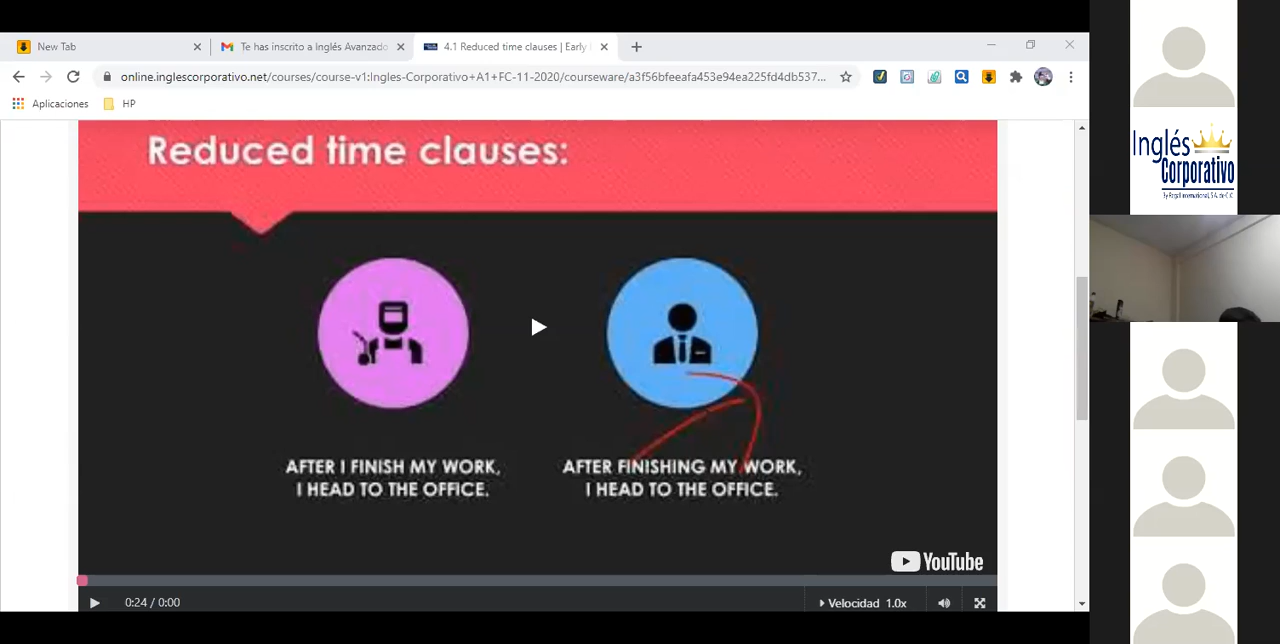 New Tab
Te has inscrito a Inglés Avanzado
4.1 Reduced time clauses | Early
online.inglescorporativo.net/courses/course-v1:Ingles-Corporativo+A1+FC-11-2020/courseware/a3f56bfeeafa453e94ea225fd4db537...
Aplicaciones
HP
Reduced time clauses:
AFTER I FINISH MY WORK,
I HEAD TO THE OFFICE.
AFTER FINISHING MY WORK,
I HEAD TO THE OFFICE.
YouTube
0:24 / 0:00
Velocidad 1.0x
Inglés
Corporativo